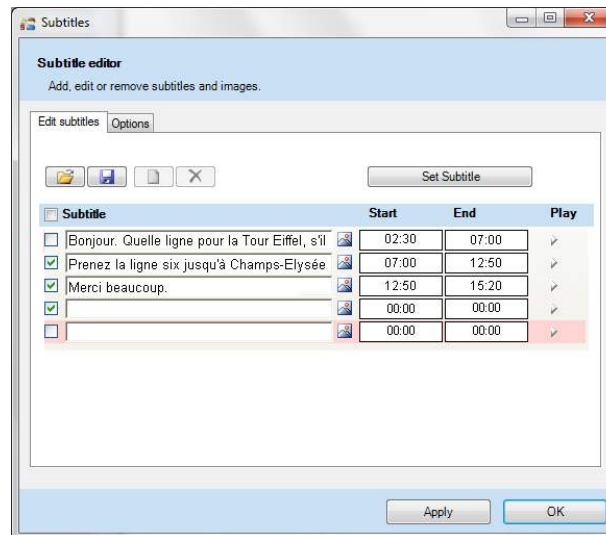 Subtitles
Subtitle editor
Add, edit or remove subtitles and images.
Edit subtitles Options
Set Subtitle
Subtitle Start End Play
Bonjour. Quelle ligne pour la Tour Eiffel, s'il 02:30 07:00
Prenez la ligne six jusqu'à Champs-Elysée 07:00 12:50
Merci beaucoup. 12:50 15:20
00:00 00:00
00:00 00:00
Apply OK